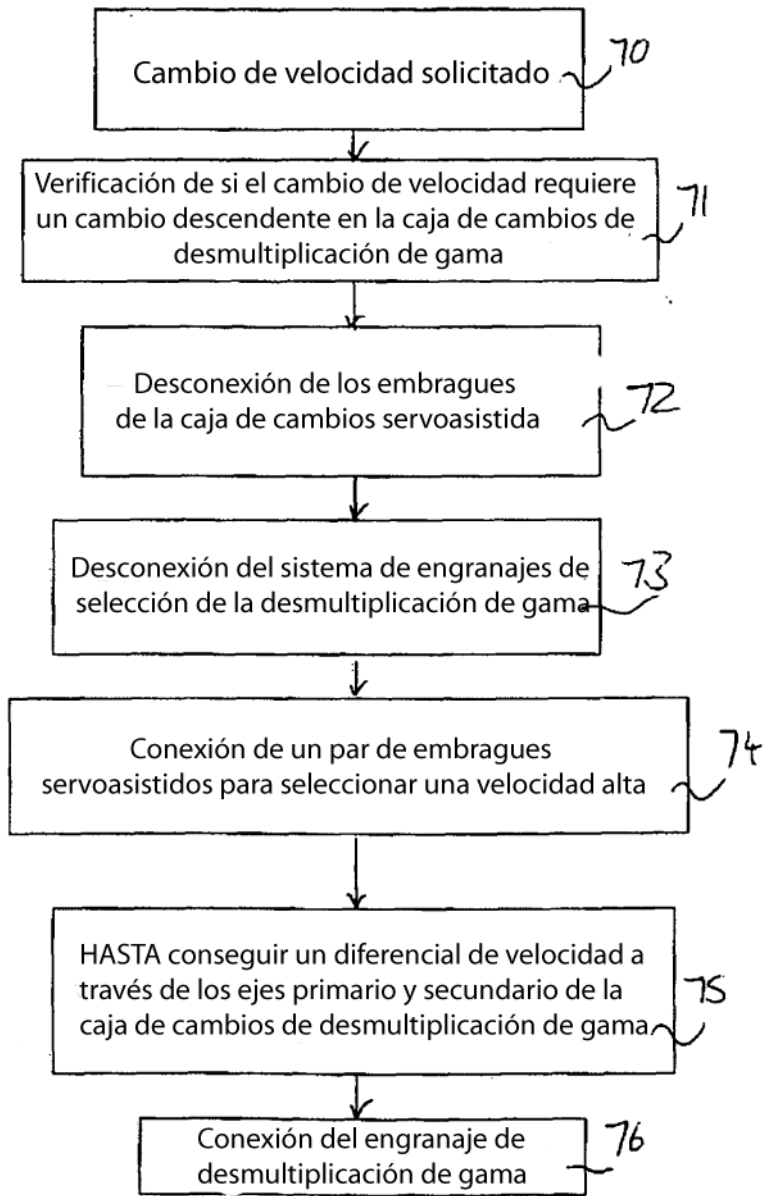 Cambio de velocidad solicitado
70
Verificación de si el cambio de velocidad requiere
un cambio descendente en la caja de cambios de
desmultiplicación de gama
71
Desconexión de los embragues
de la caja de cambios servoasistida
72
Desconexión del sistema de engranajes de
selección de la desmultiplicación de gama
73
Conexión de un par de embragues
servoasistidos para seleccionar una velocidad alta
74
HASTA conseguir un diferencial de velocidad a
través de los ejes primario y secundario de la
caja de cambios de desmultiplicación de gama
75
Conexión del engranaje de
desmultiplicación de gama
76